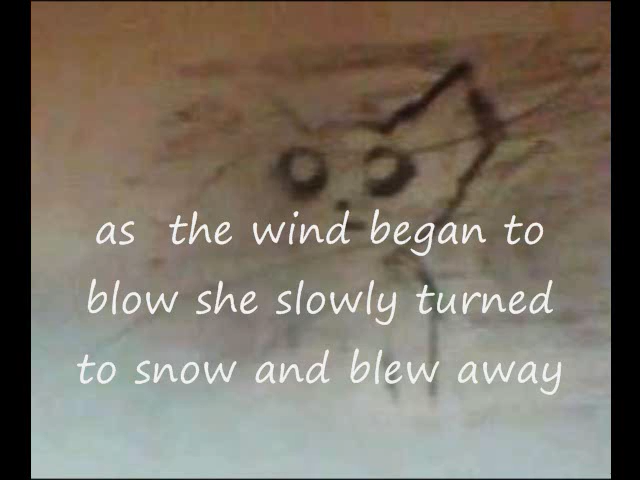 as the wind began to
blow she slowly turned
to snow and blew away